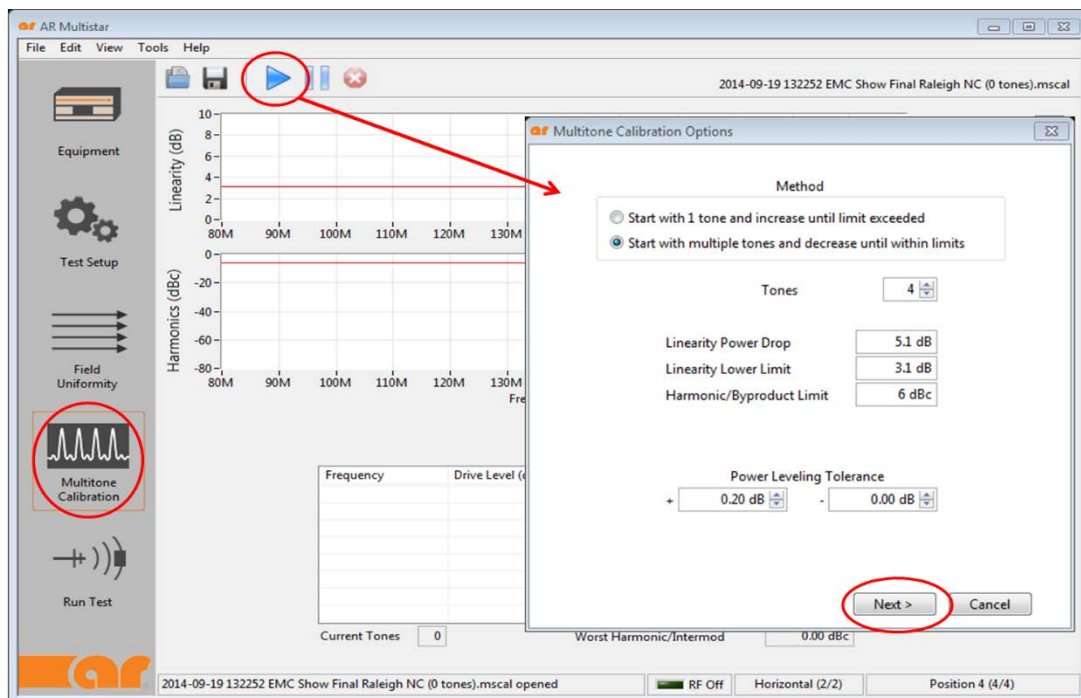 ar AR Multistar
File Edit View Tools Help
2014-09-19 132252 EMC Show Final Raleigh NC (0 tones).mscal
Equipment
Test Setup
Field
Uniformity
Multitone
Calibration
Run Test
ar
Linearity (dB)
10
8
6
4
2
0
80M 90M 100M 110M 120M 130M
Harmonics (dBc)
0
-20
-40
-60
-80
80M 90M 100M 110M 120M 130M
Fre
Frequency Drive Level (
Current Tones 0
Worst Harmonic/Intermod 0.00 dBc
ar Multitone Calibration Options
Method
Start with 1 tone and increase until limit exceeded
Start with multiple tones and decrease until within limits
Tones 4
Linearity Power Drop 5.1 dB
Linearity Lower Limit 3.1 dB
Harmonic/Byproduct Limit 6 dBc
Power Leveling Tolerance
+ 0.20 dB - 0.00 dB
Next > Cancel
2014-09-19 132252 EMC Show Final Raleigh NC (0 tones).mscal opened RF Off Horizontal (2/2) Position 4 (4/4)